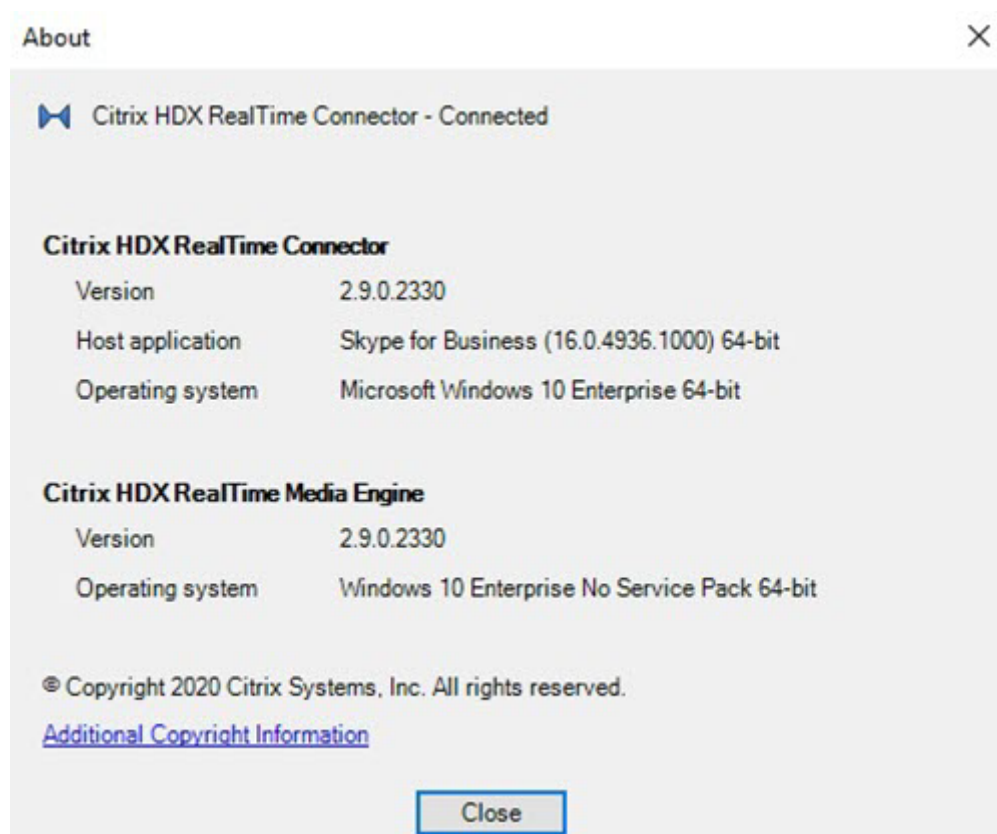 About
Citrix HDX RealTime Connector - Connected
Citrix HDX RealTime Connector
Version 2.9.0.2330
Host application Skype for Business (16.0.4936.1000) 64-bit
Operating system Microsoft Windows 10 Enterprise 64-bit
Citrix HDX RealTime Media Engine
Version 2.9.0.2330
Operating system Windows 10 Enterprise No Service Pack 64-bit
© Copyright 2020 Citrix Systems, Inc. All rights reserved.
Additional Copyright Information
Close